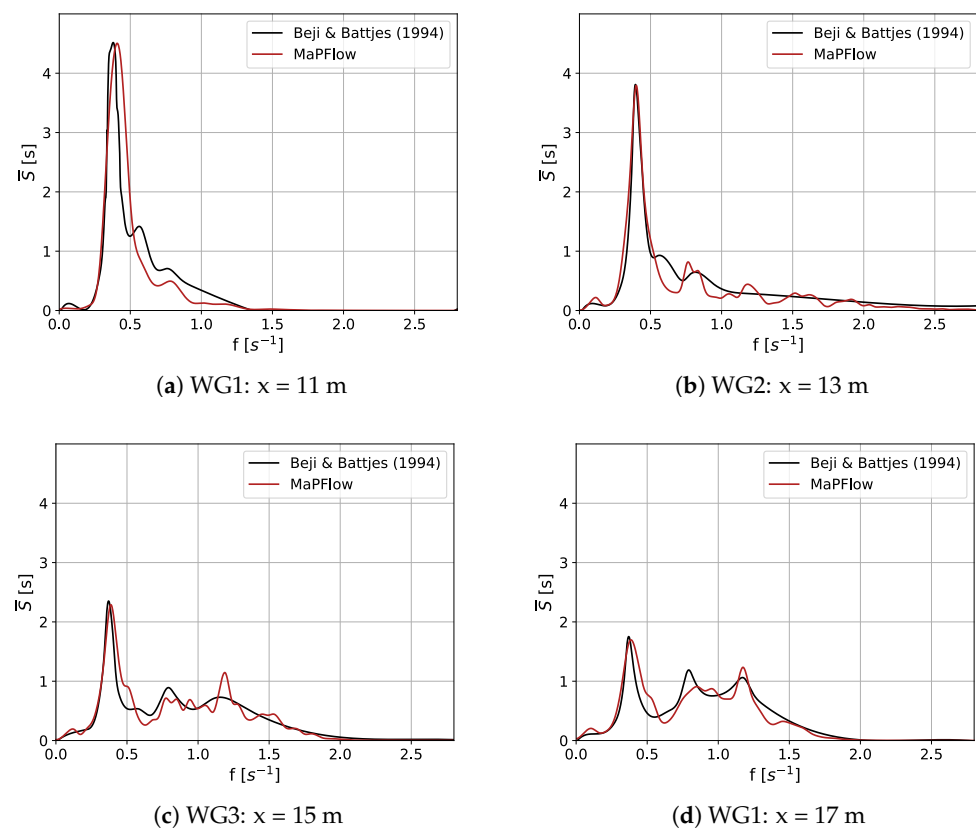 Beji & Battjes (1994)
MaPFlow
4
3
2
1
0
S̅ [s]
0.0 0.5 1.0 1.5 2.0 2.5
f [s⁻¹]
(a) WG1: x = 11 m
Beji & Battjes (1994)
MaPFlow
4
3
2
1
0
S̅ [s]
0.0 0.5 1.0 1.5 2.0 2.5
f [s⁻¹]
(b) WG2: x = 13 m
Beji & Battjes (1994)
MaPFlow
4
3
2
1
0
S̅ [s]
0.0 0.5 1.0 1.5 2.0 2.5
f [s⁻¹]
(c) WG3: x = 15 m
Beji & Battjes (1994)
MaPFlow
4
3
2
1
0
S̅ [s]
0.0 0.5 1.0 1.5 2.0 2.5
f [s⁻¹]
(d) WG1: x = 17 m